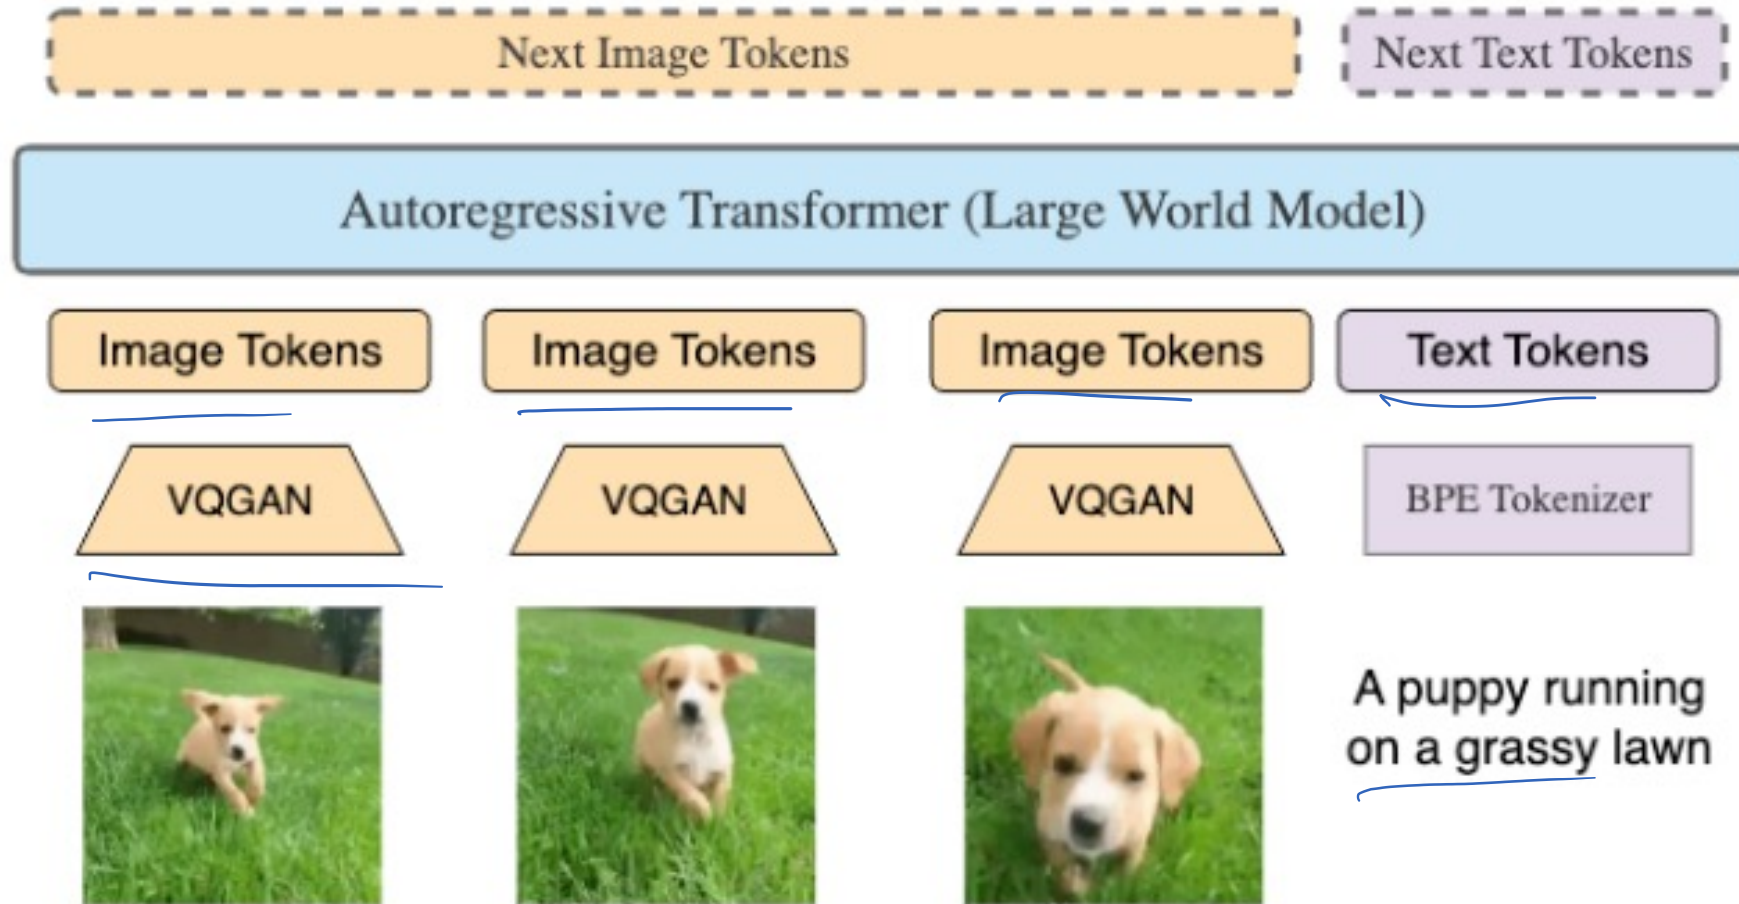 Next Image Tokens
Next Text Tokens
Autoregressive Transformer (Large World Model)
Image Tokens
Image Tokens
Image Tokens
Text Tokens
VQGAN
VQGAN
VQGAN
BPE Tokenizer
A puppy running
on a grassy lawn